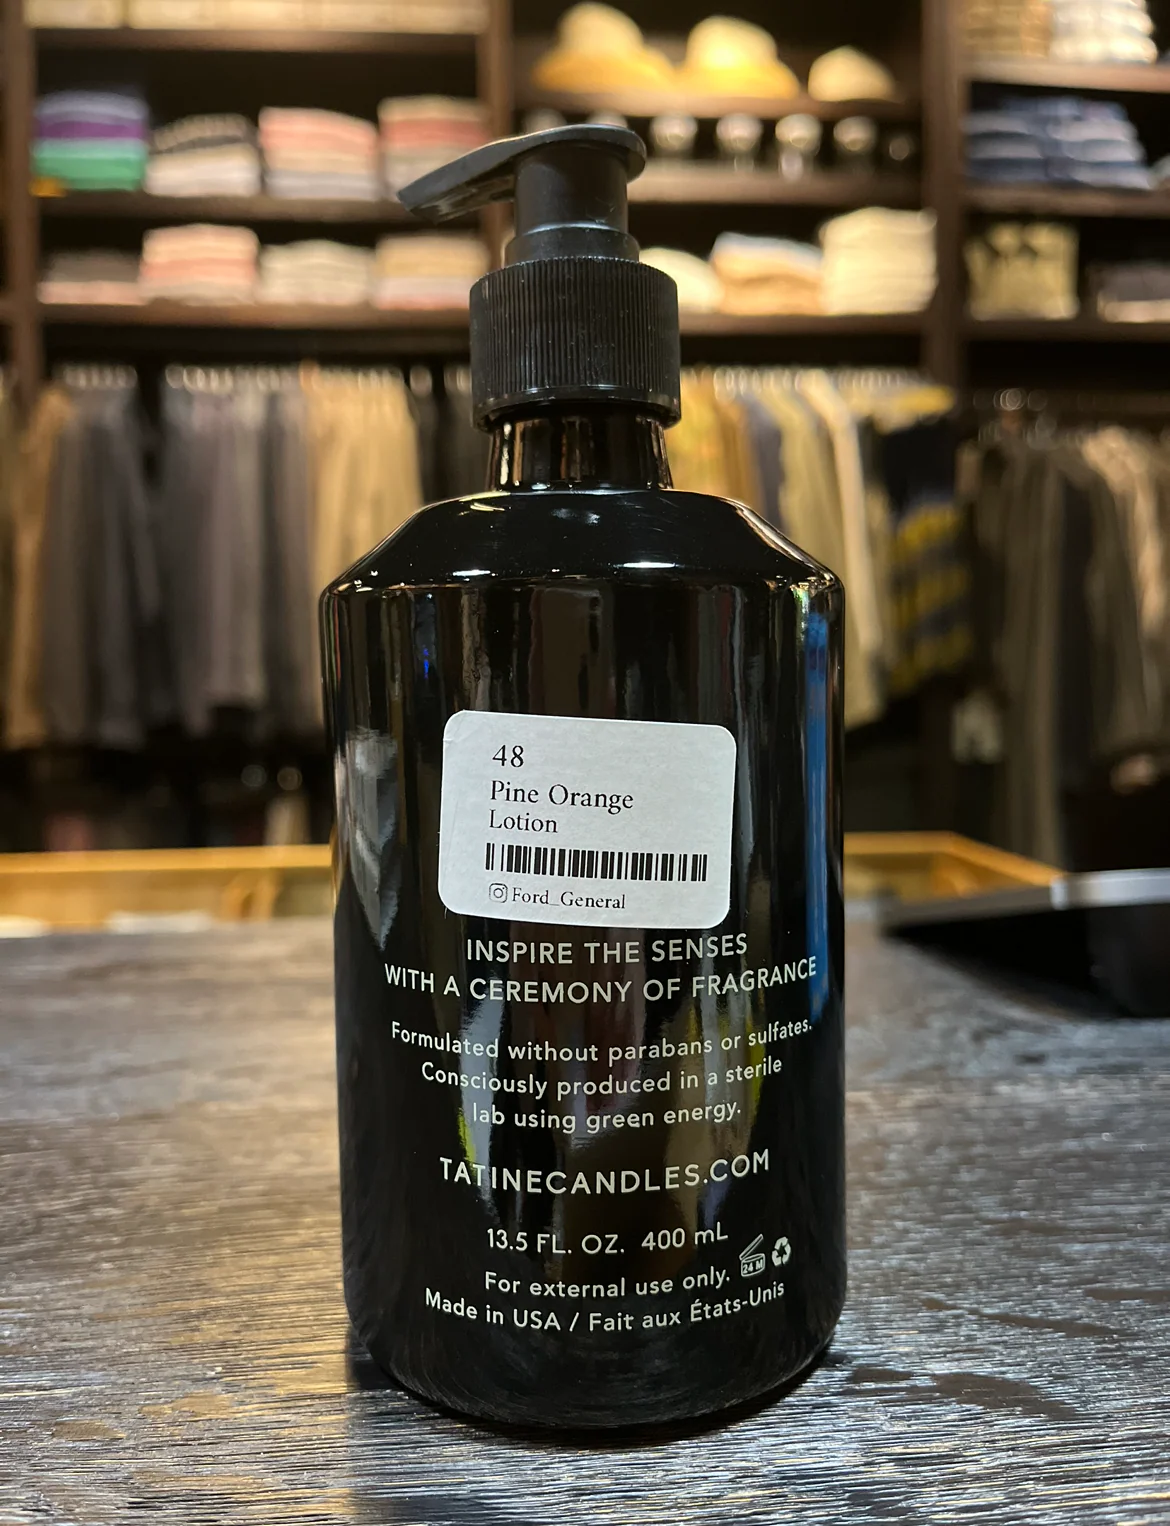 48
Pine Orange
Lotion
Ford_General
INSPIRE THE SENSES
WITH A CEREMONY OF FRAGRANCE
Formulated without parabans or sulfates.
Consciously produced in a sterile
lab using green energy.
TATINECANDLES.COM
13.5 FL. OZ. 400 mL
24 M
For external use only.
Made in USA / Fait aux États-Unis